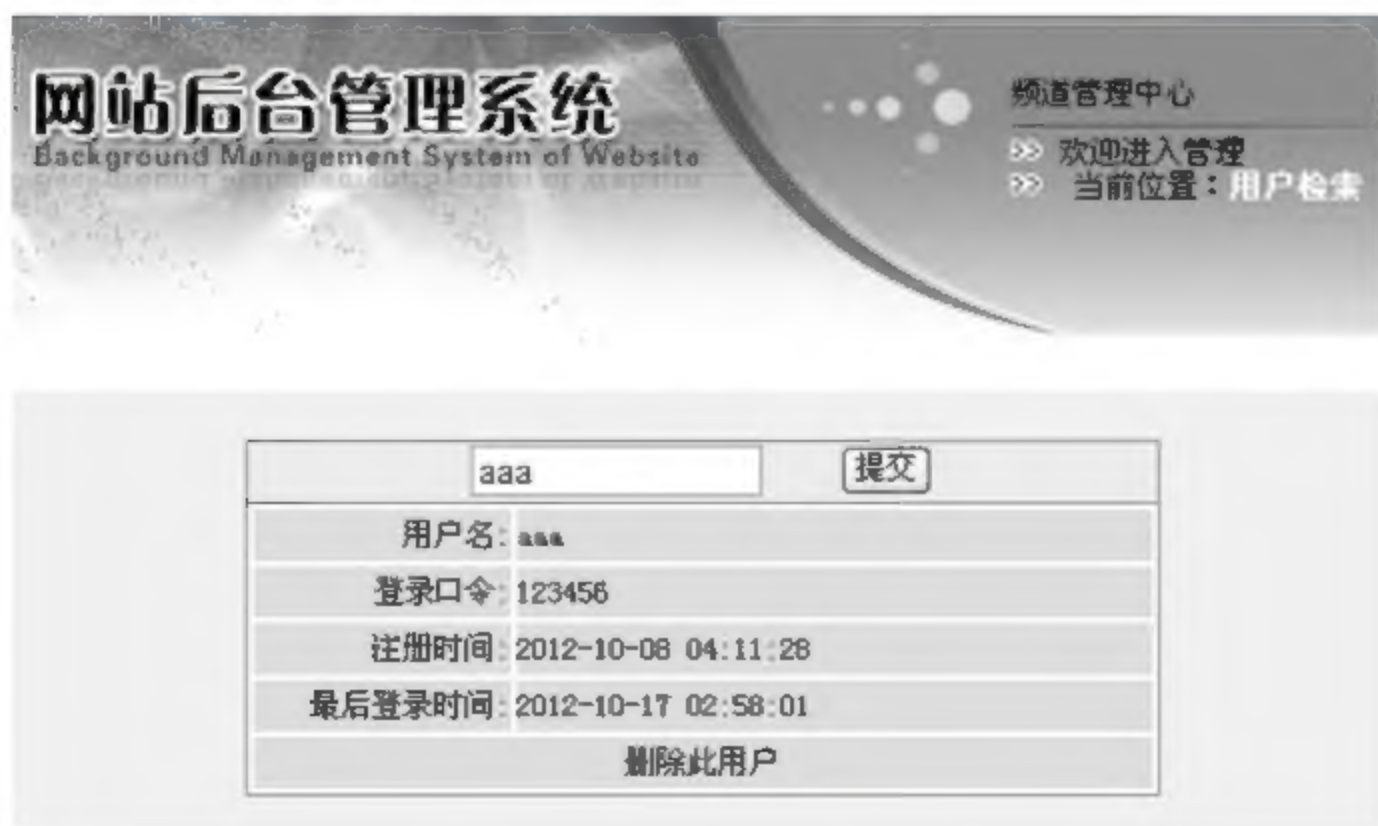 网站后台管理系统
Background Management System of Website
频道管理中心
>> 欢迎进入管理
>> 当前位置：用户检索
aaa 提交
用户名: aaa
登录口令: 123456
注册时间: 2012-10-08 04:11:28
最后登录时间: 2012-10-17 02:58:01
删除此用户